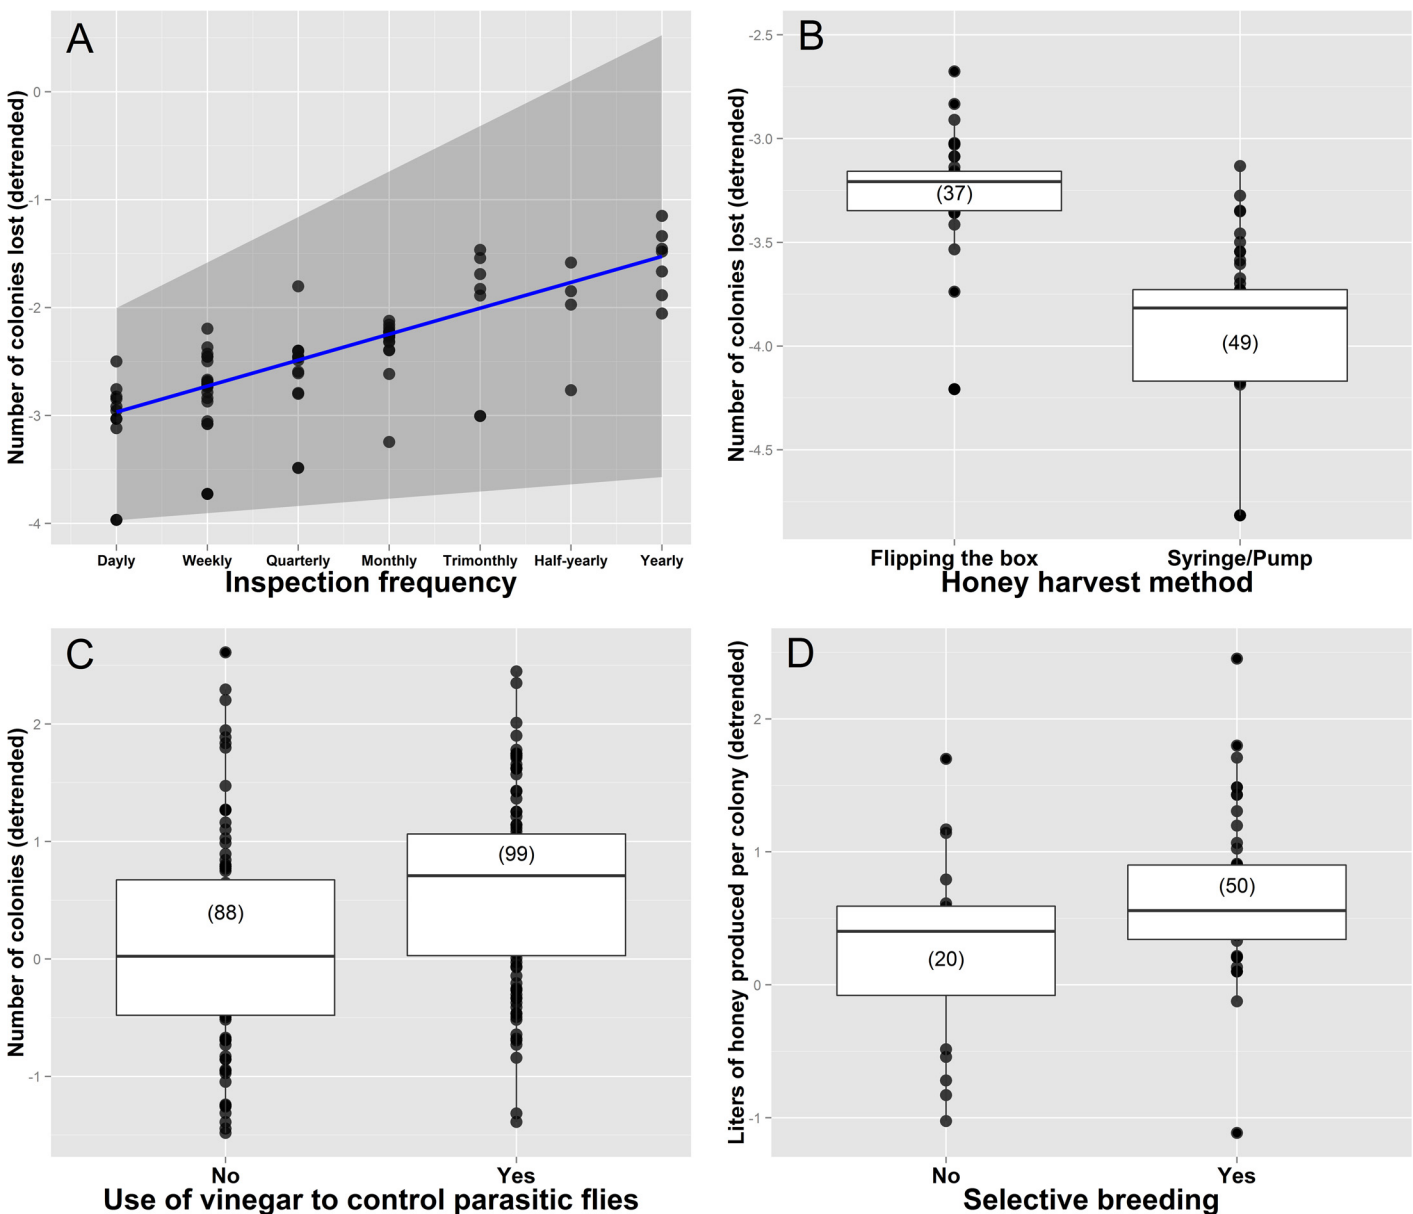 A
Number of colonies lost (detrended)
0
-1
-2
-3
-4
Dayly Weekly Quarterly Monthly Trimonthly Half-yearly Yearly
Inspection frequency
B
Number of colonies lost (detrended)
-2.5
-3.0
-3.5
-4.0
-4.5
(37)
(49)
Flipping the box Syringe/Pump
Honey harvest method
C
Number of colonies (detrended)
2
1
0
-1
(88)
(99)
No Yes
Use of vinegar to control parasitic flies
D
Liters of honey produced per colony (detrended)
2
1
0
-1
(20)
(50)
No Yes
Selective breeding